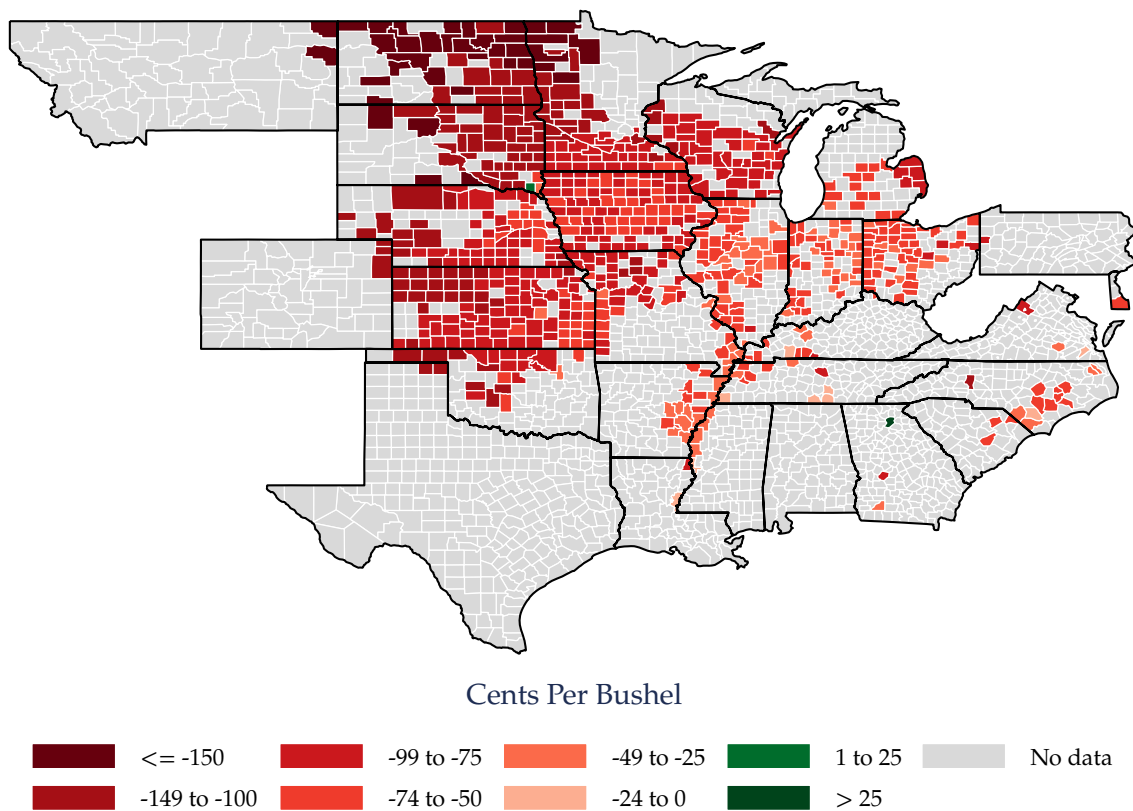 Cents Per Bushel
<= -150
-99 to -75
-49 to -25
1 to 25
No data
-149 to -100
-74 to -50
-24 to 0
> 25